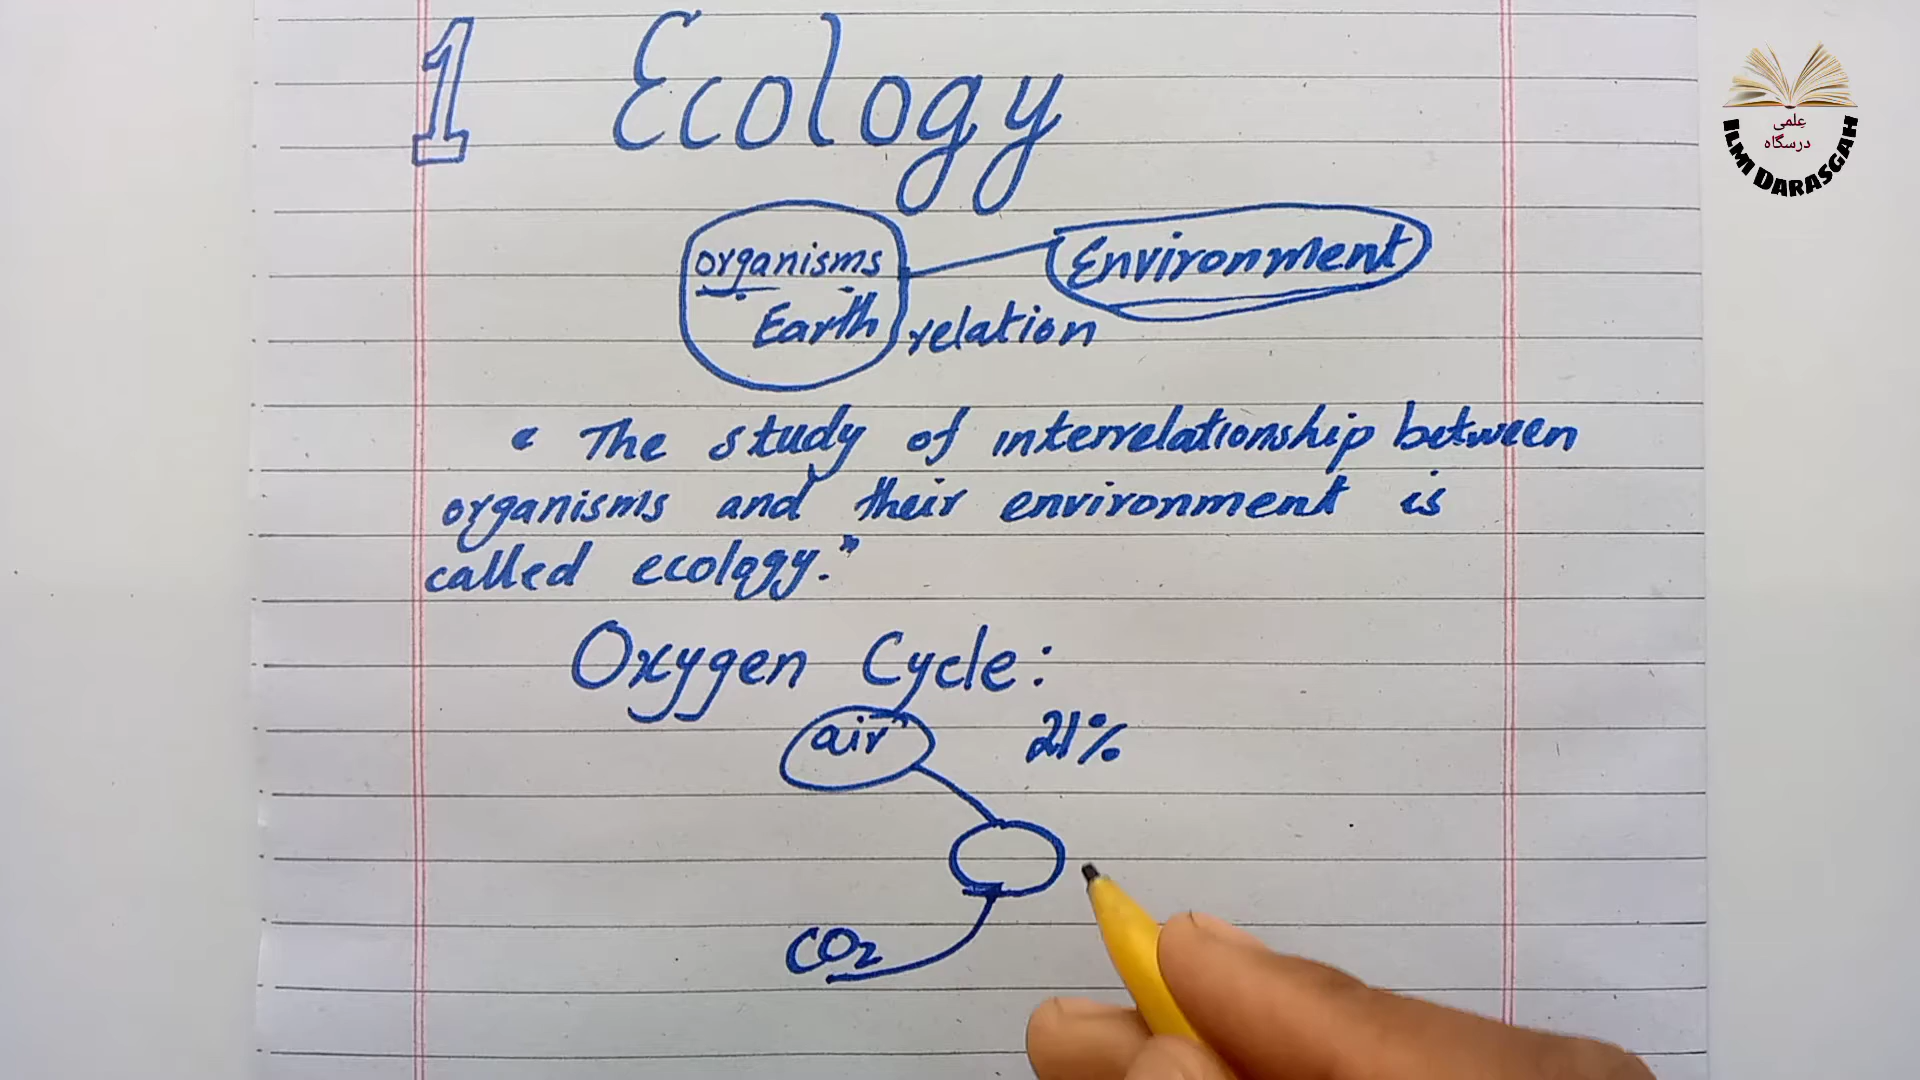 1 Ecology
organisms Environment
Earth relation
“ The study of interrelationship between
organisms and their environment is
called ecology.”
Oxygen Cycle:
air 21%
CO2
علمی
درسگاہ
ILMI DARASGAH